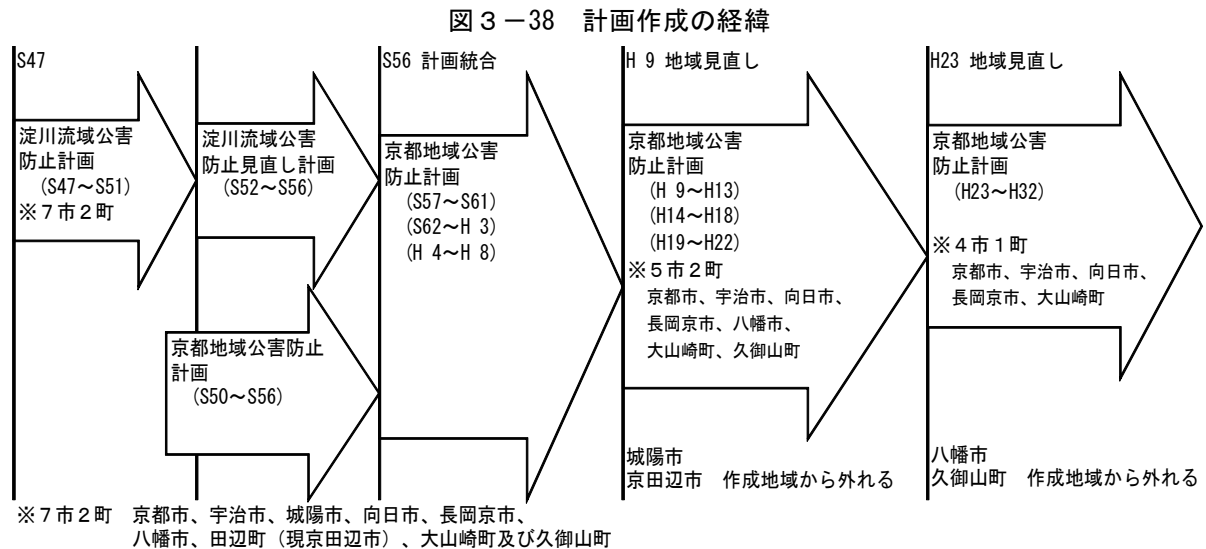 図３－38　計画作成の経緯
S47
淀川流域公害
防止計画
（S47～S51）
※７市２町
淀川流域公害
防止見直し計画
（S52～S56）
京都地域公害防止
計画
（S50～S56）
S56 計画統合
京都地域公害
防止計画
（S57～S61）
（S62～H 3）
（H 4～H 8）
H 9 地域見直し
京都地域公害
防止計画
（H 9～H13）
（H14～H18）
（H19～H22）
※５市２町
京都市、宇治市、向日市、
長岡京市、八幡市、
大山崎町、久御山町
城陽市
京田辺市　作成地域から外れる
H23 地域見直し
京都地域公害
防止計画
（H23～H32）
※４市１町
京都市、宇治市、向日市、
長岡京市、大山崎町
八幡市
久御山町　作成地域から外れる
※７市２町　京都市、宇治市、城陽市、向日市、長岡京市、
八幡市、田辺町（現京田辺市）、大山崎町及び久御山町